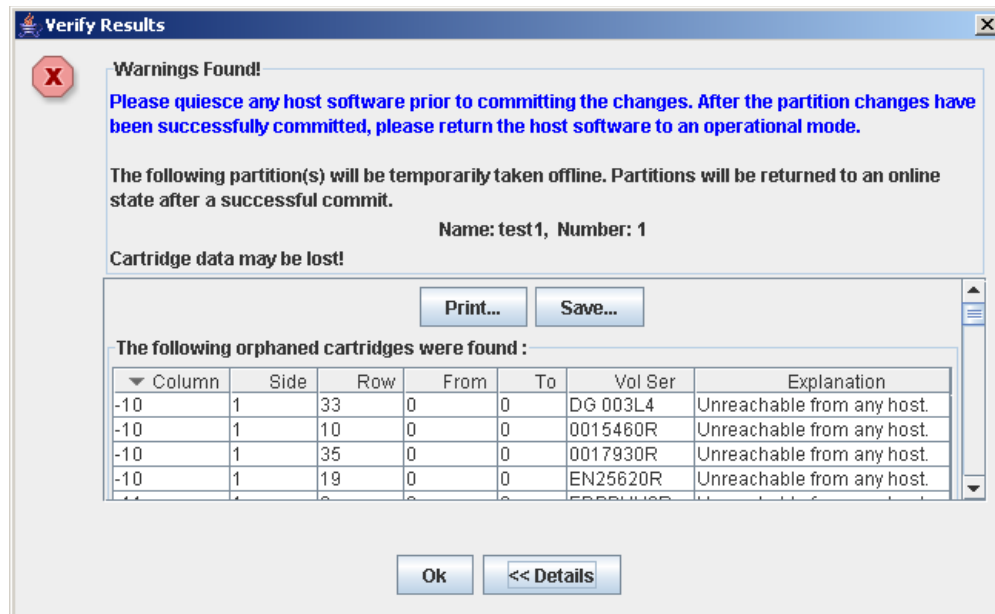 Verify Results
Warnings Found!
Please quiesce any host software prior to committing the changes. After the partition changes have
been successfully committed, please return the host software to an operational mode.
The following partition(s) will be temporarily taken offline. Partitions will be returned to an online
state after a successful commit.
Name: test1, Number: 1
Cartridge data may be lost!
Print... Save...
The following orphaned cartridges were found :
Column Side Row From To Vol Ser Explanation
-10 1 33 0 0 DG 003L4 Unreachable from any host.
-10 1 10 0 0 0015460R Unreachable from any host.
-10 1 35 0 0 0017930R Unreachable from any host.
-10 1 19 0 0 EN25620R Unreachable from any host.
Ok << Details